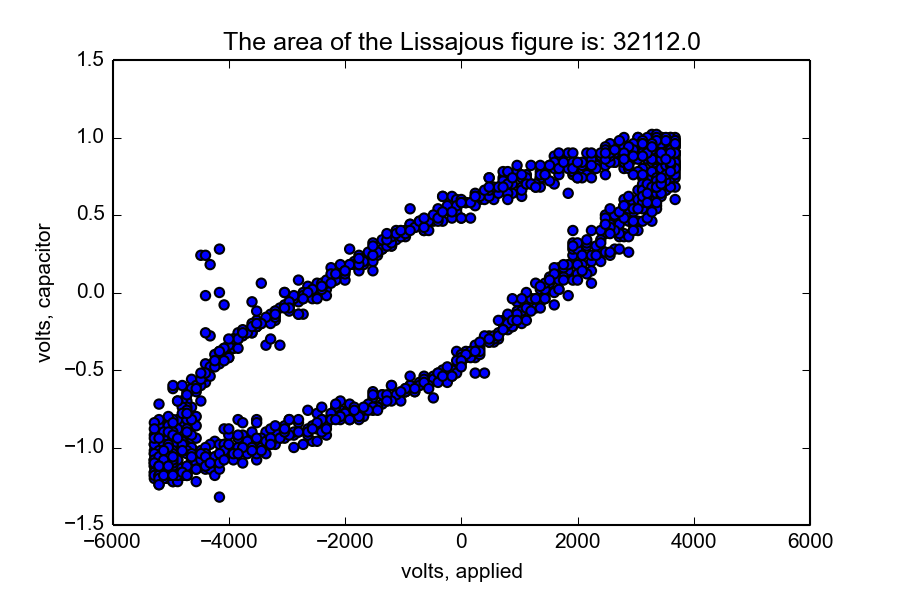 The area of the Lissajous figure is: 32112.0
1.5
1.0
0.5
0.0
−0.5
−1.0
−1.5
volts, capacitor
−6000 −4000 −2000 0 2000 4000 6000
volts, applied